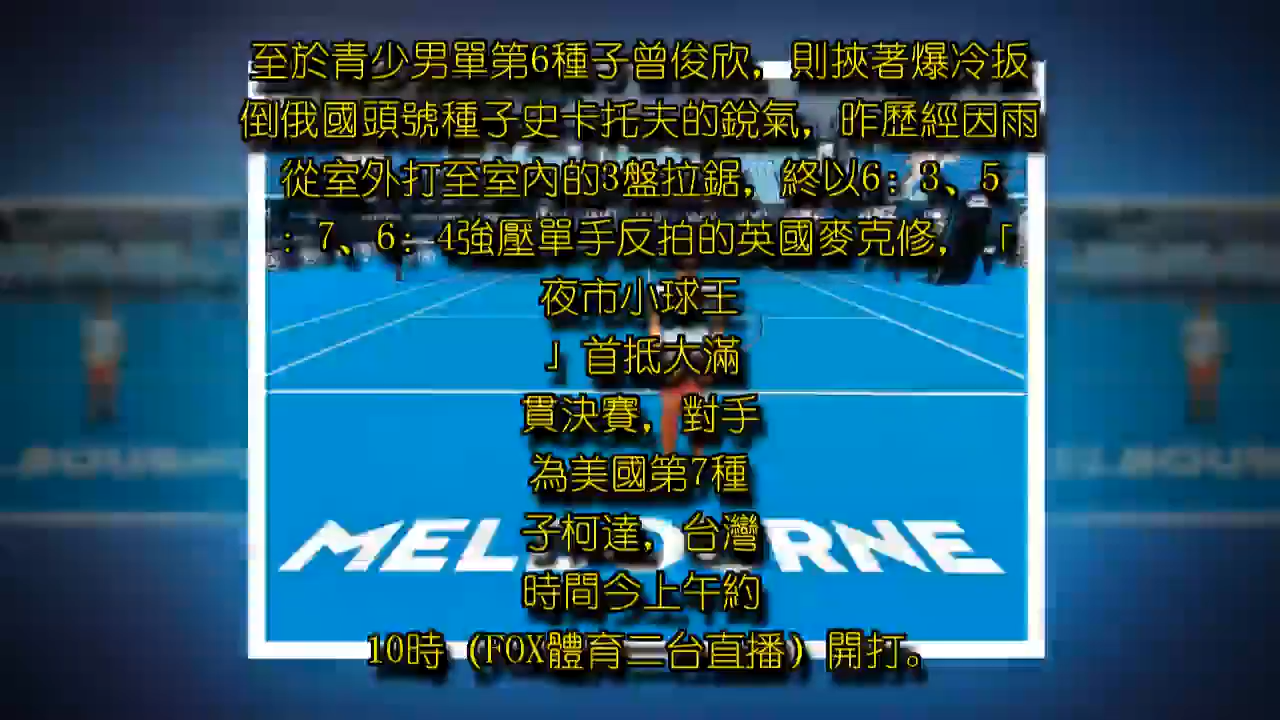 至於青少男單第6種子曾俊欣，則挾著爆冷扳
倒俄國頭號種子史卡托夫的銳氣，昨歷經因雨
從室外打至室內的3盤拉鋸，終以6：3、5
：7、6：4強壓單手反拍的英國麥克修，「
夜市小球王
」首抵大滿
貫決賽，對手
為美國第7種
子柯達，台灣
時間今上午約
10時（FOX體育二台直播）開打。
MELBOURNE